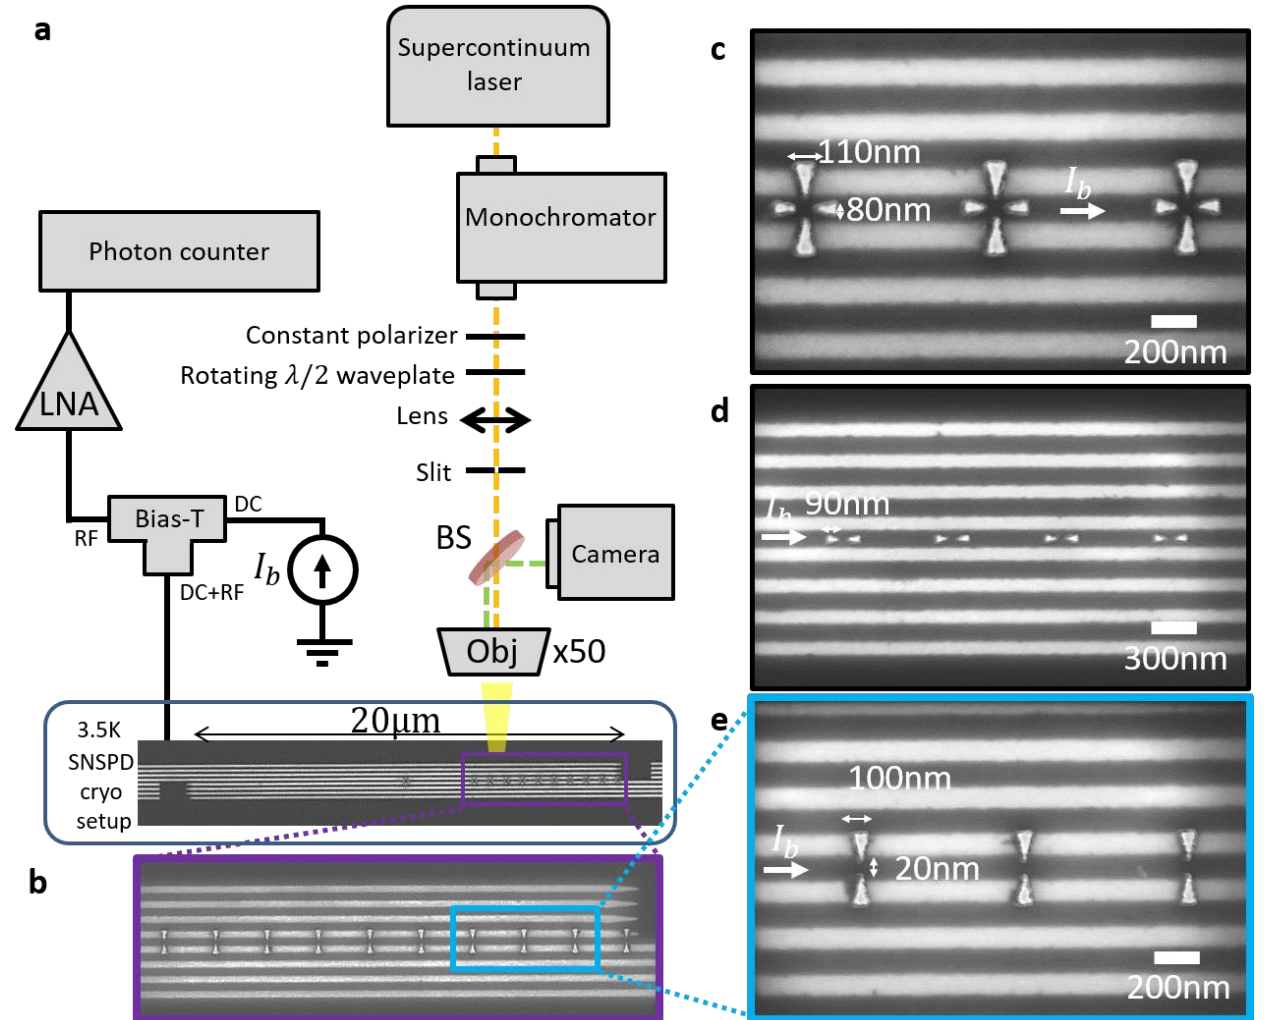 a
Supercontinuum
laser
Monochromator
Photon counter
Constant polarizer
Rotating λ/2 waveplate
LNA
Lens
Slit
Bias-T
DC
RF
BS
Camera
I_b
DC+RF
Obj
x50
3.5K
20μm
SNSPD
cryo
setup
b
c
110nm
I_b
80nm
200nm
d
90nm
I_b
300nm
e
100nm
I_b
20nm
200nm